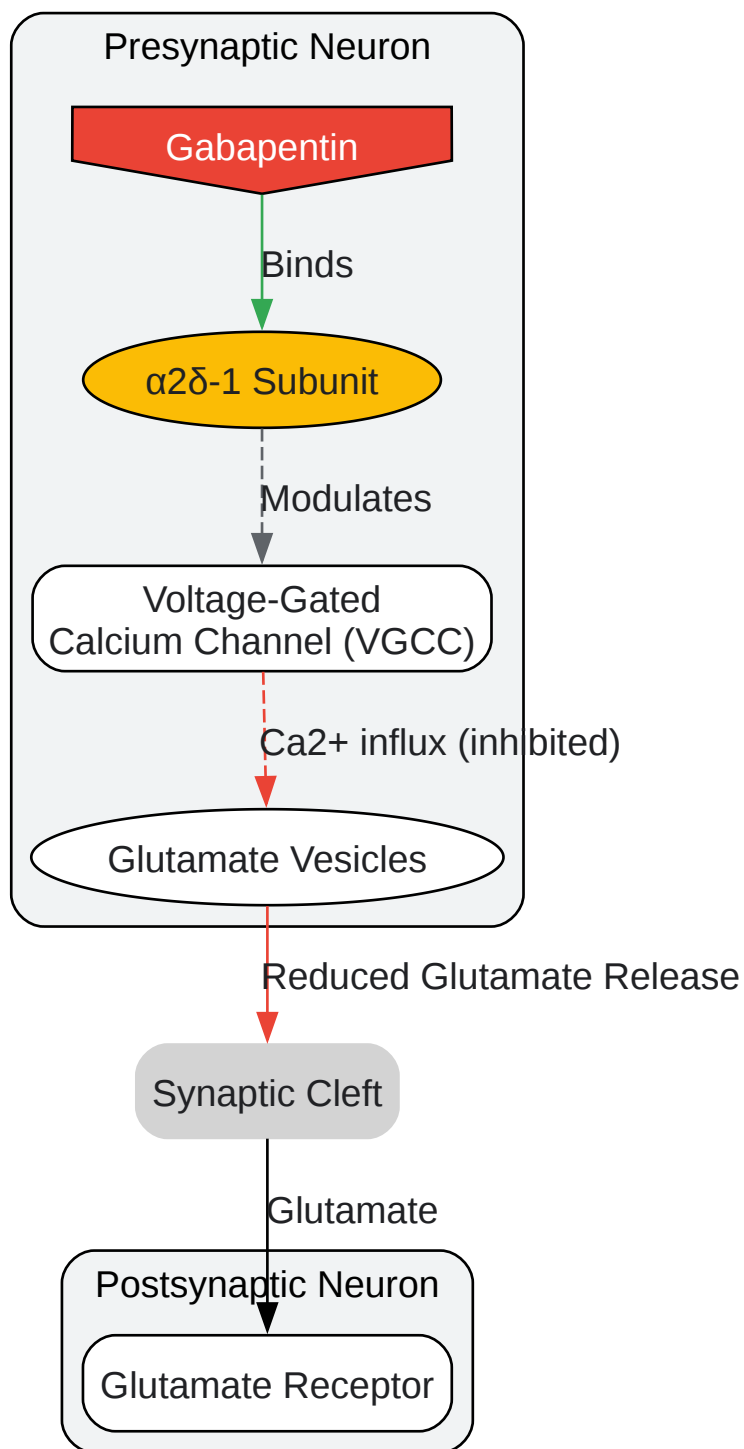 Presynaptic Neuron
Gabapentin
Binds
α2δ-1 Subunit
Modulates
Voltage-Gated
Calcium Channel (VGCC)
Ca2+ influx (inhibited)
Glutamate Vesicles
Reduced Glutamate Release
Synaptic Cleft
Glutamate
Postsynaptic Neuron
Glutamate Receptor